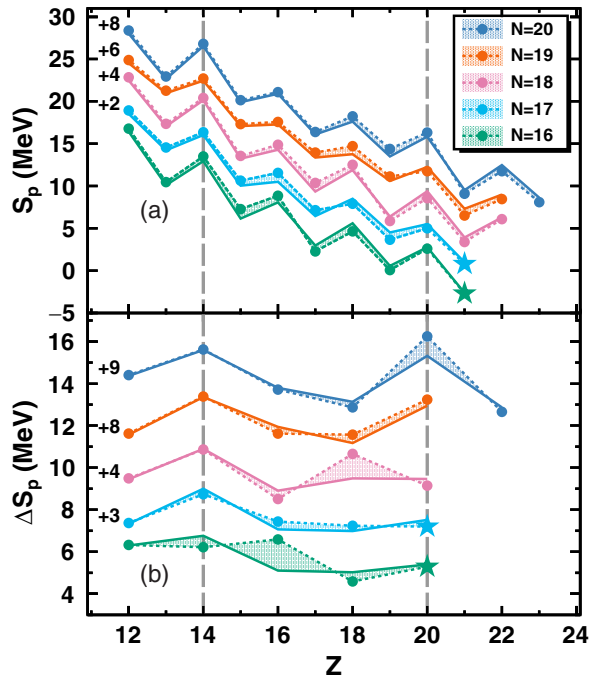 30
25
20
15
10
5
0
−5
S_p (MeV)
+8
+6
+4
+2
(a)
N=20
N=19
N=18
N=17
N=16
16
14
12
10
8
6
4
ΔS_p (MeV)
+9
+8
+4
+3
(b)
12 14 16 18 20 22 24
Z